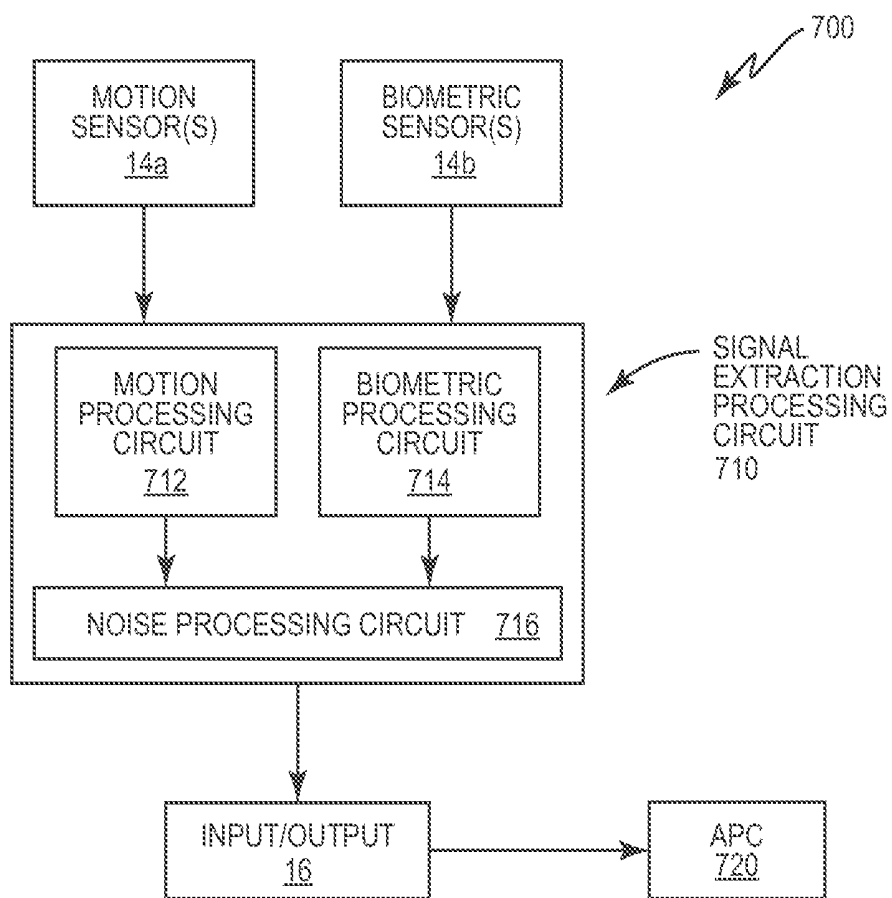 700
MOTION
SENSOR(S)
14a
BIOMETRIC
SENSOR(S)
14b
MOTION
PROCESSING
CIRCUIT
712
BIOMETRIC
PROCESSING
CIRCUIT
714
SIGNAL
EXTRACTION
PROCESSING
CIRCUIT
710
NOISE PROCESSING CIRCUIT 716
INPUT/OUTPUT
16
APC
720